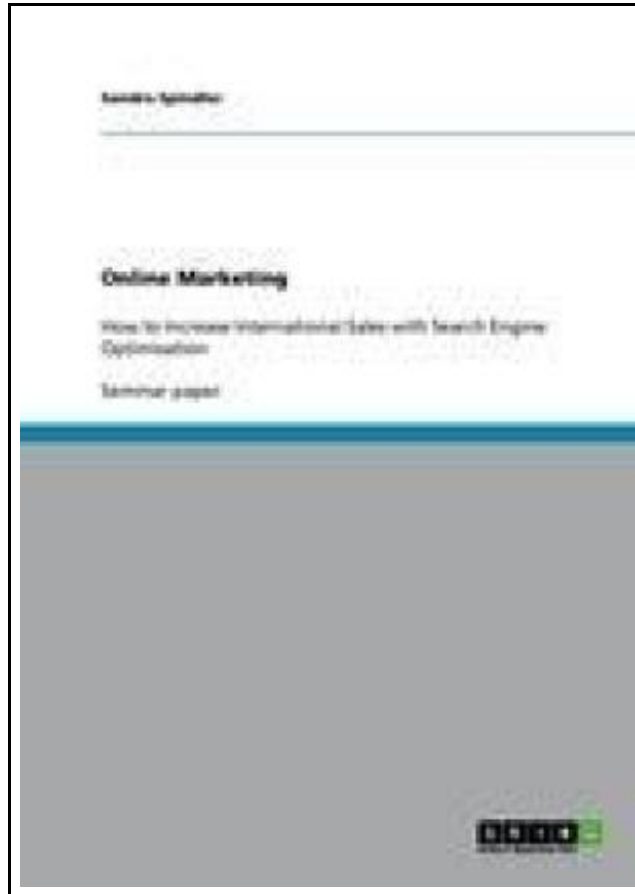 Online Marketing
How to Increase International Sales with Search Engine
Optimisation
Seminar paper